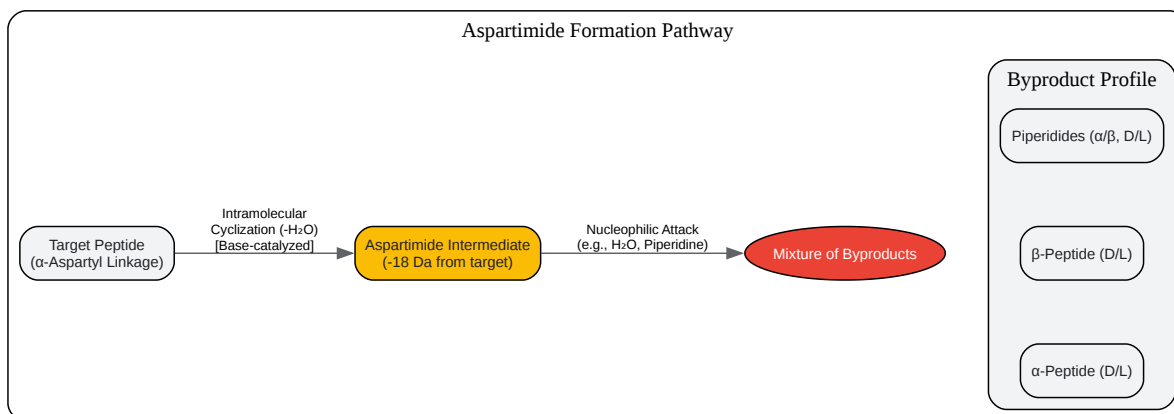 Aspartimide Formation Pathway
Target Peptide
(α-Aspartyl Linkage)
Intramolecular
Cyclization (-H₂O)
[Base-catalyzed]
Aspartimide Intermediate
(-18 Da from target)
Nucleophilic Attack
(e.g., H₂O, Piperidine)
Mixture of Byproducts
Byproduct Profile
Piperidides (α/β, D/L)
β-Peptide (D/L)
α-Peptide (D/L)